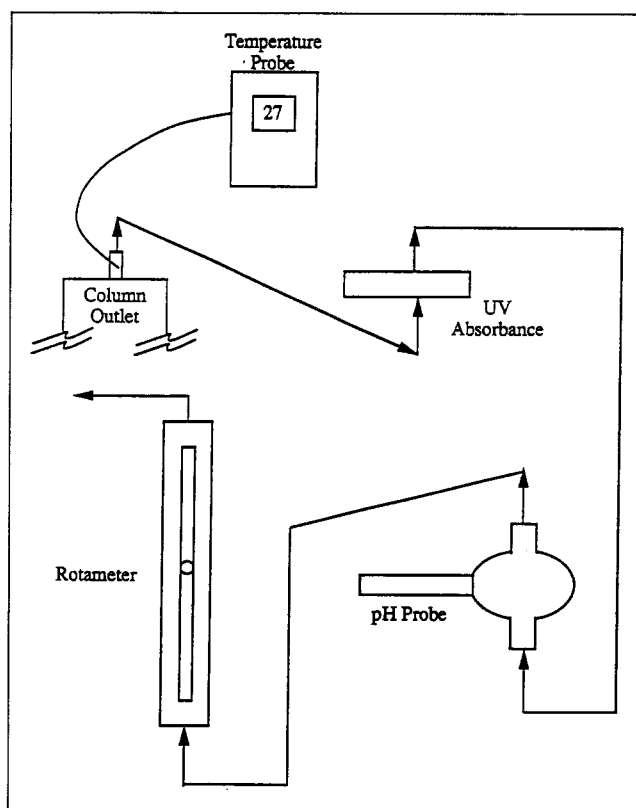 Temperature
Probe
27
Column
Outlet
UV
Absorbance
Rotameter
pH Probe